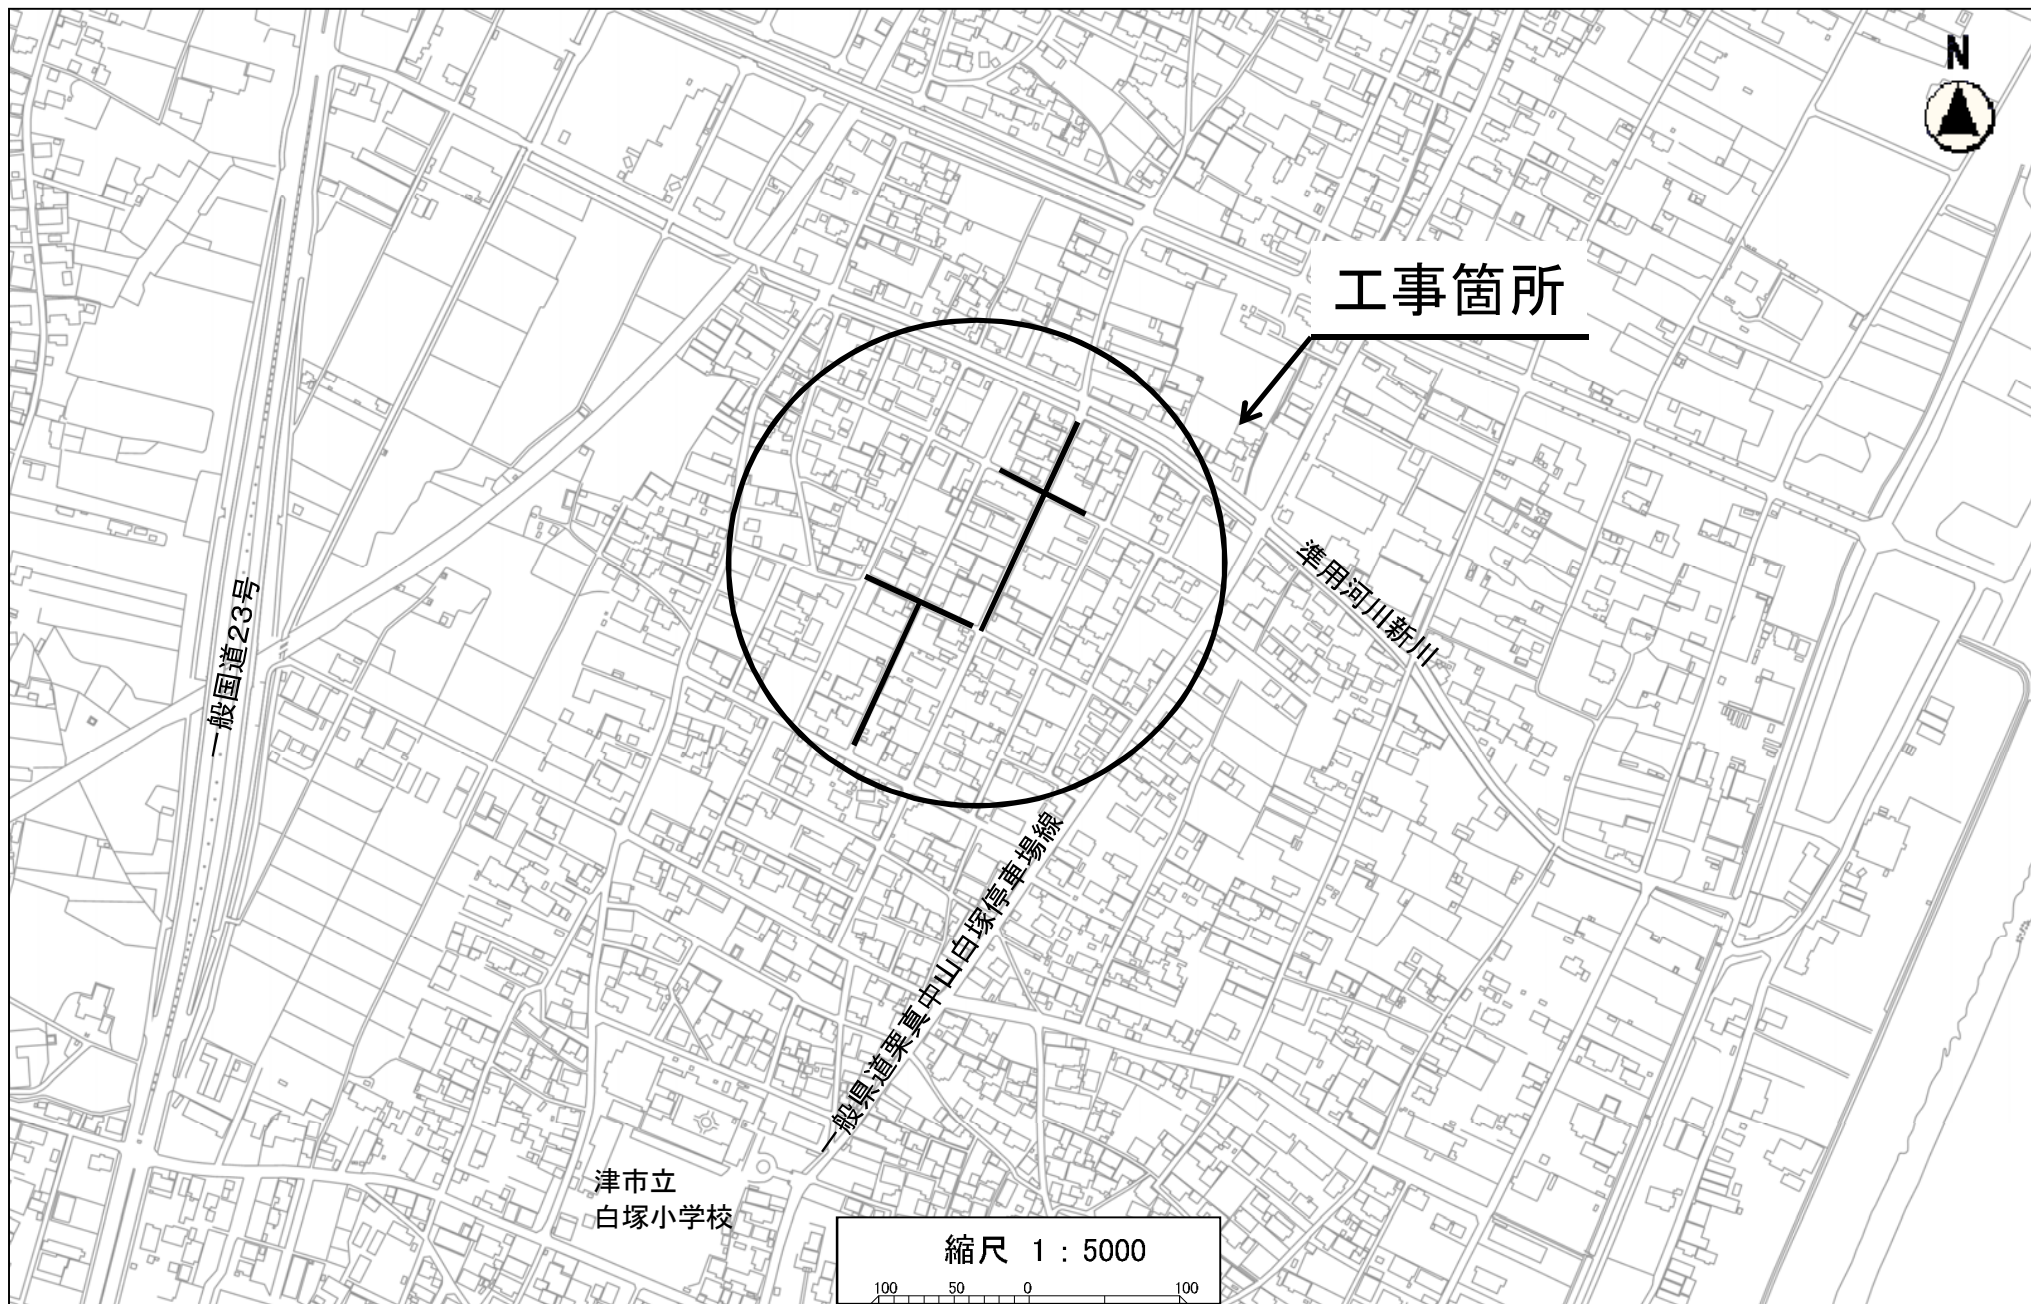 N
工事箇所
準用河川新川
一般国道23号
一般県道栗真中山白塚停車場線
津市立
白塚小学校
縮尺 1：5000
100 50 0 100